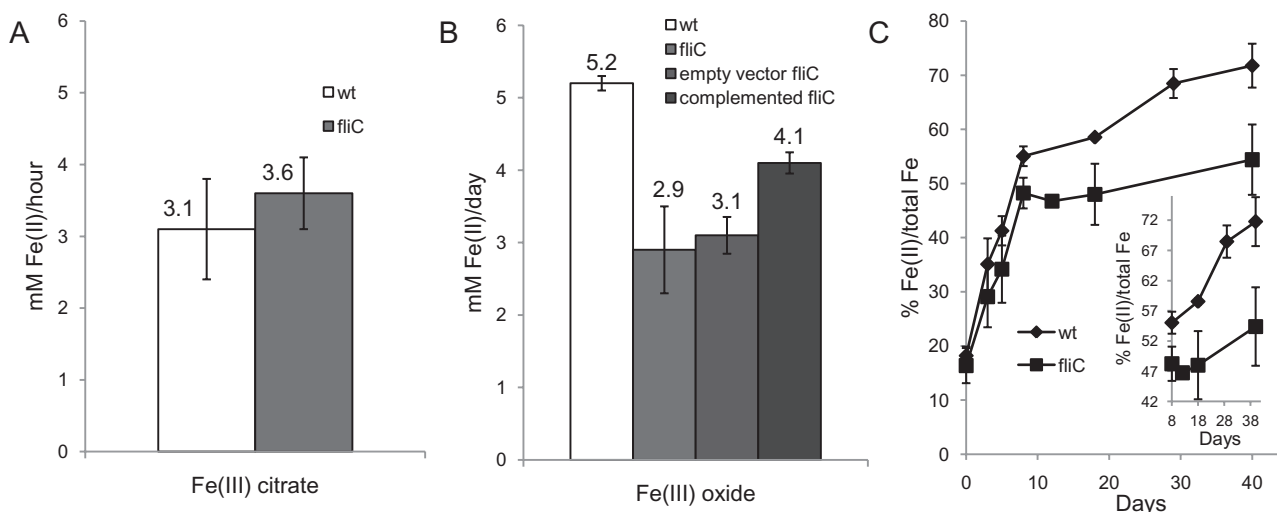 A
6
5
4
3
2
1
0
mM Fe(II)/hour
wt
fliC
3.1
3.6
Fe(III) citrate
B
6
5
4
3
2
1
0
mM Fe(II)/day
wt
fliC
empty vector fliC
complemented fliC
5.2
2.9
3.1
4.1
Fe(III) oxide
C
80
70
60
50
40
30
20
10
0
% Fe(II)/total Fe
wt
fliC
0 10 20 30 40
Days
72
67
62
57
52
47
42
% Fe(II)/total Fe
8 18 28 38
Days